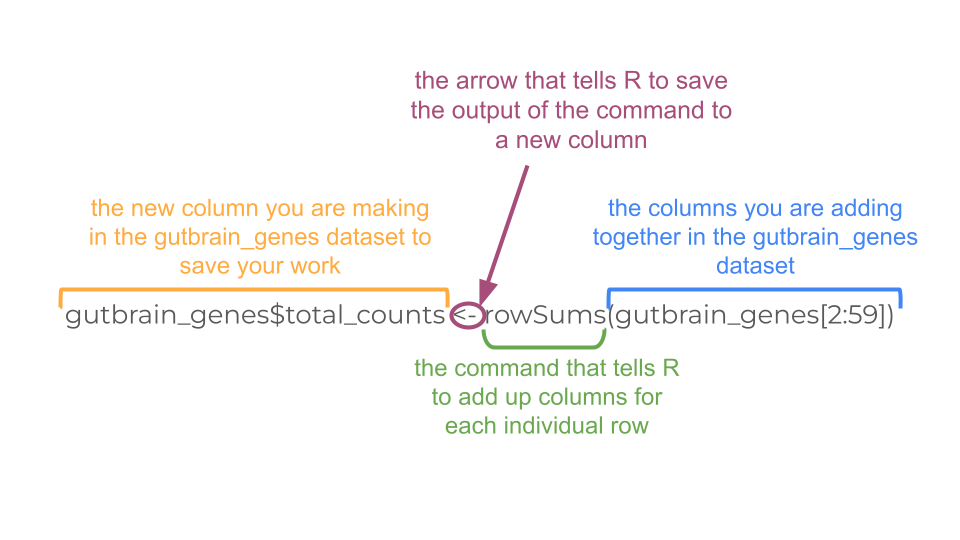 the arrow that tells R to save
the output of the command to
a new column
the new column you are making
in the gutbrain_genes dataset to
save your work
the columns you are adding
together in the gutbrain_genes
dataset
gutbrain_genes$total_counts <- rowSums(gutbrain_genes[2:59])
the command that tells R
to add up columns for
each individual row